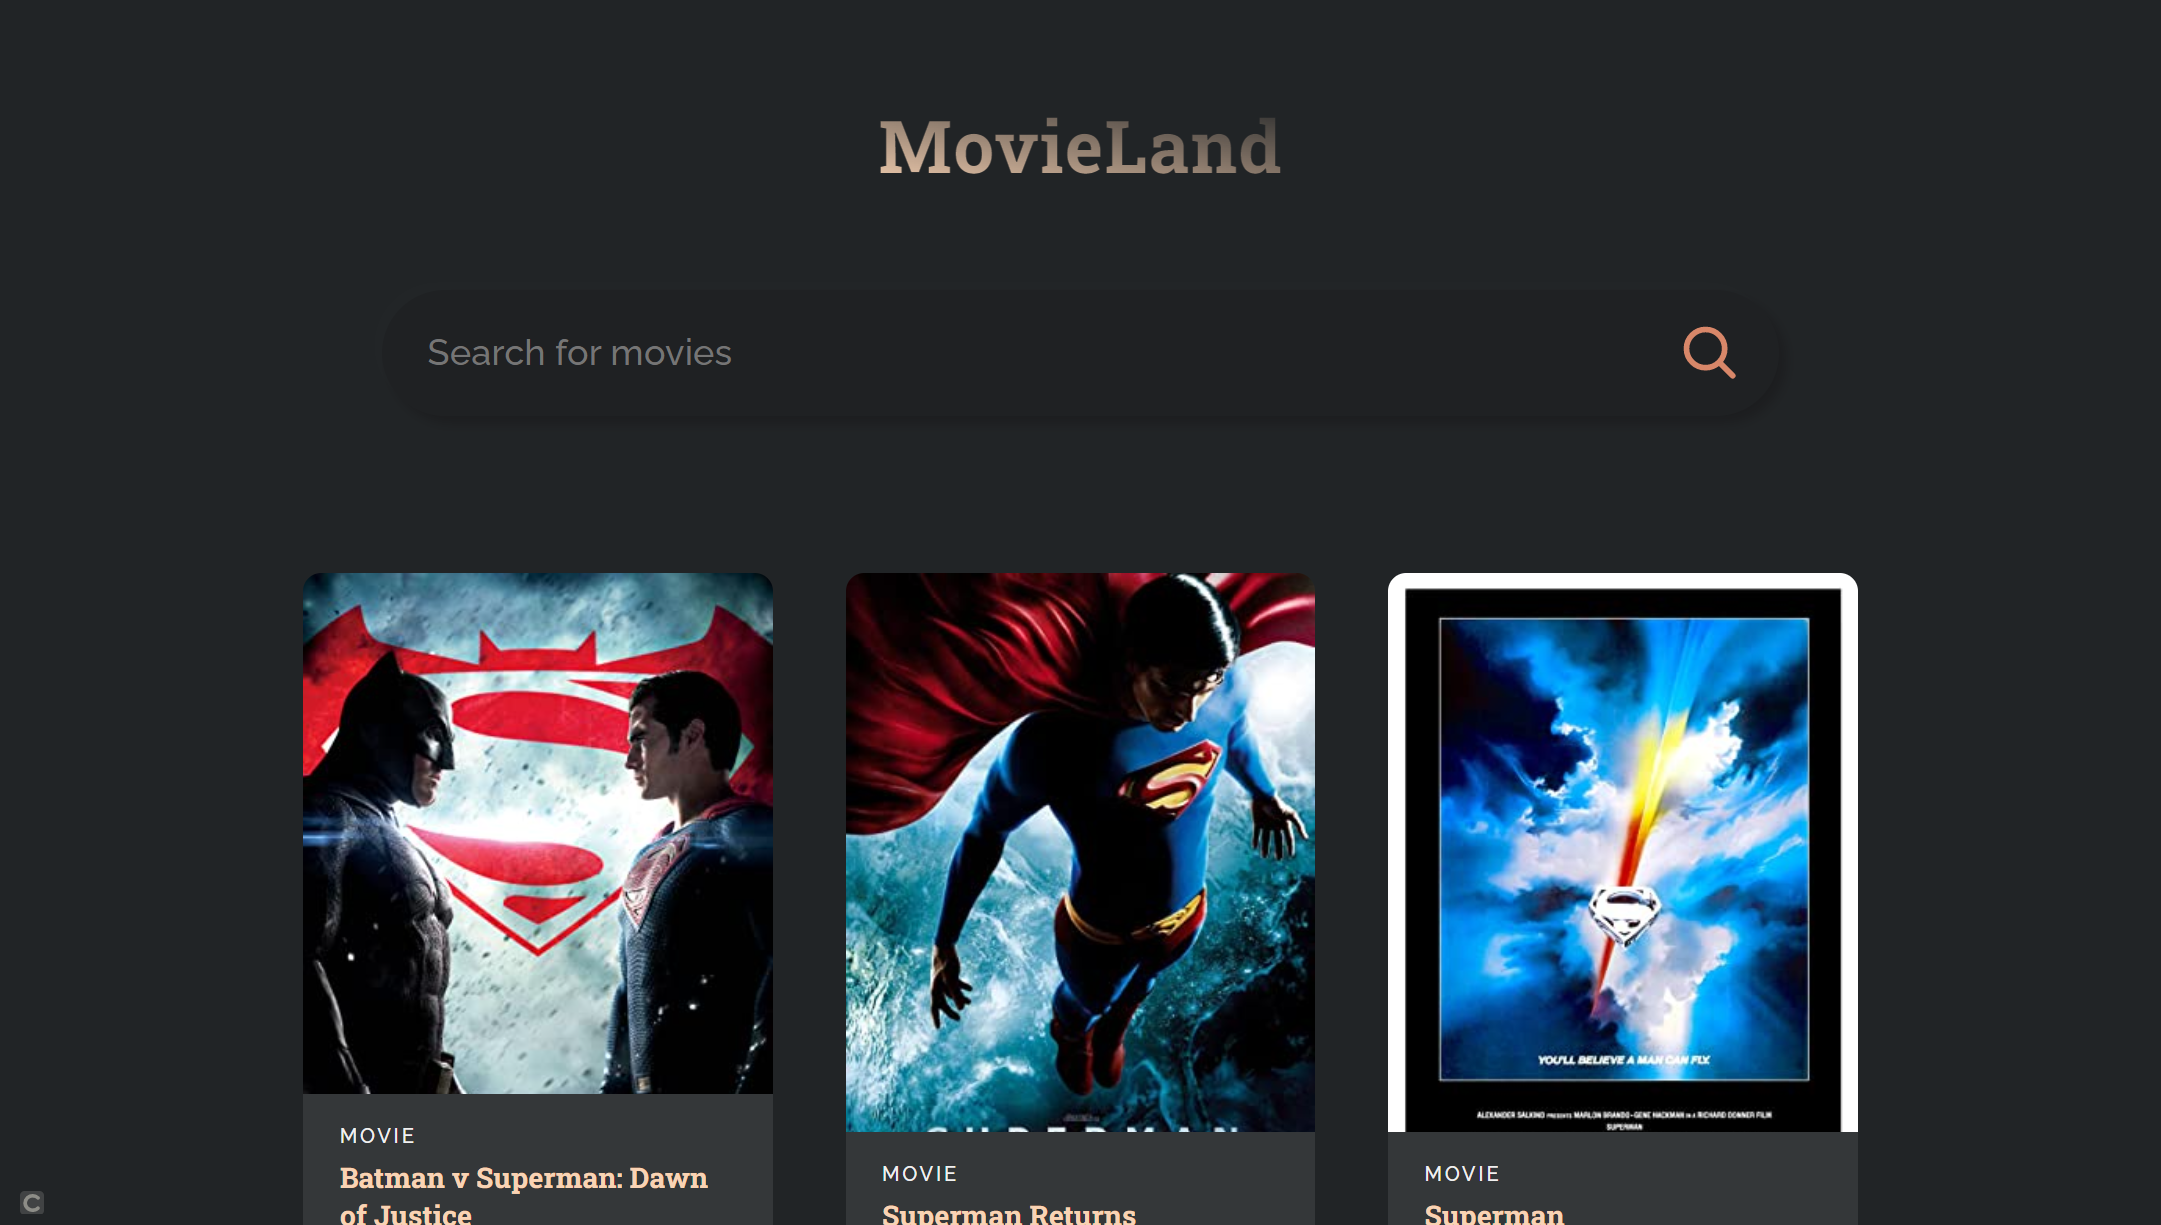 MovieLand
Search for movies
YOU'LL BELIEVE A MAN CAN FLY.
ALEXANDER SALKIND PRESENTS MARLON BRANDO · GENE HACKMAN IN A RICHARD DONNER FILM
SUPERMAN
SUPERMAN
MOVIE
Batman v Superman: Dawn
of Justice
MOVIE
Superman Returns
MOVIE
Superman
C